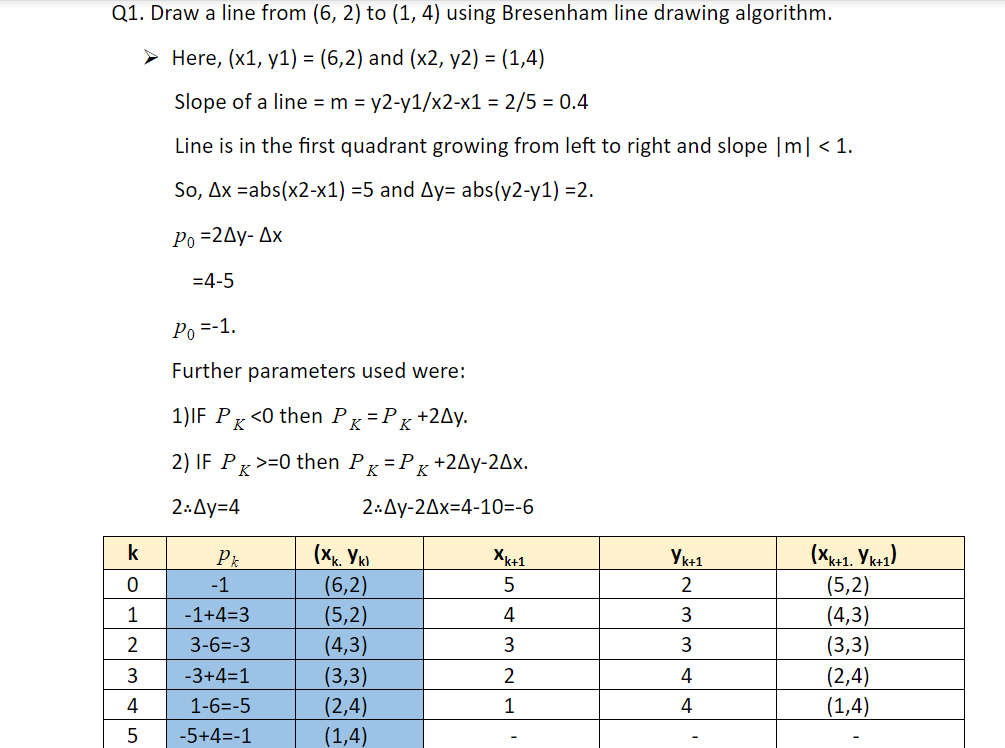 Q1. Draw a line from (6, 2) to (1, 4) using Bresenham line drawing algorithm.
➢ Here, (x1, y1) = (6,2) and (x2, y2) = (1,4)
Slope of a line = m = y2-y1/x2-x1 = 2/5 = 0.4
Line is in the first quadrant growing from left to right and slope |m| < 1.
So, Δx =abs(x2-x1) =5 and Δy= abs(y2-y1) =2.
p₀ =2Δy- Δx
=4-5
p₀ =-1.
Further parameters used were:
1)IF P_K <0 then P_K = P_K +2Δy.
2) IF P_K >=0 then P_K = P_K +2Δy-2Δx.
2∴Δy=4 2∴Δy-2Δx=4-10=-6
k p_k (x_k. y_k) x_k+1 y_k+1 (x_k+1. y_k+1)
0 -1 (6,2) 5 2 (5,2)
1 -1+4=3 (5,2) 4 3 (4,3)
2 3-6=-3 (4,3) 3 3 (3,3)
3 -3+4=1 (3,3) 2 4 (2,4)
4 1-6=-5 (2,4) 1 4 (1,4)
5 -5+4=-1 (1,4) - - -